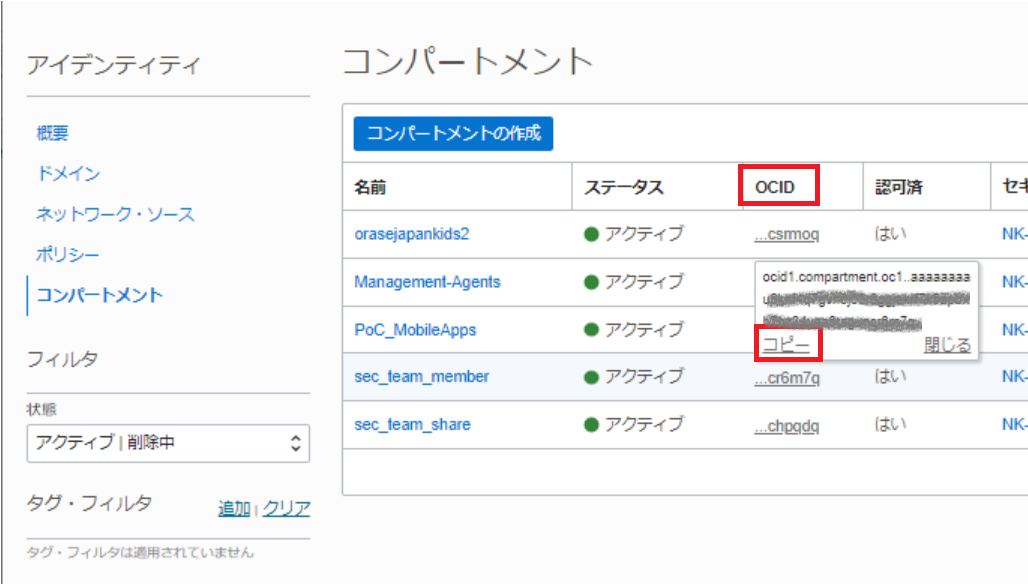 アイデンティティ
概要
ドメイン
ネットワーク・ソース
ポリシー
コンパートメント
フィルタ
状態
アクティブ | 削除中
タグ・フィルタ 追加 | クリア
タグ・フィルタは適用されていません
コンパートメント
コンパートメントの作成
名前 ステータス OCID 認可済 セキ
orasejapankids2 アクティブ ...csrmoq はい NK-
Management-Agents アクティブ NK-
PoC_MobileApps アクティブ NK-
sec_team_member アクティブ ...cr6m7q はい NK-
sec_team_share アクティブ ...chpqdq はい NK-
ocid1.compartment.oc1..aaaaaaaa
コピー 閉じる